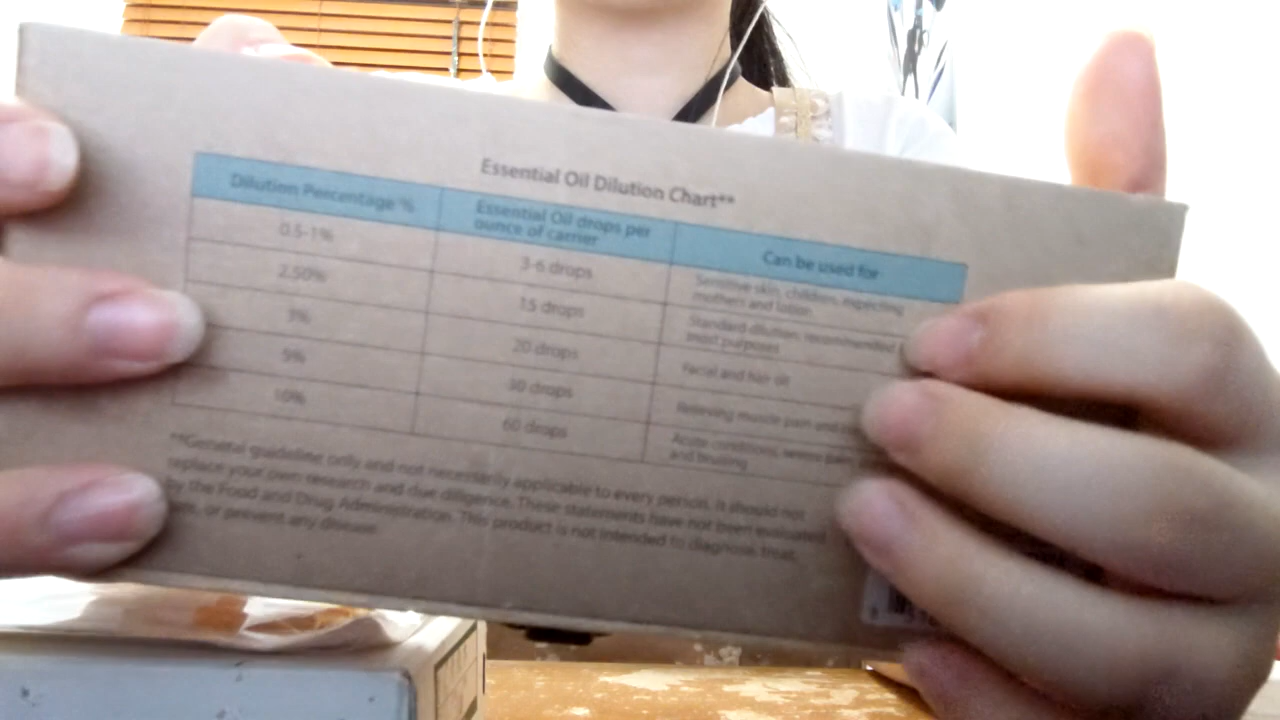 Essential Oil Dilution Chart**
Dilution Percentage %
Essential Oil drops per
ounce of carrier
Can be used for
0.5-1%
3-6 drops
Sensitive skin, children, expecting
mothers and lotion
2.50%
15 drops
Standard dilution, recommended
most purposes
3%
20 drops
Facial and hair oil
5%
30 drops
Relieving muscle pain and
10%
60 drops
Acute conditions, severe pain
and bruising
**General guideline only and not necessarily applicable to every person, it should not
replace your own research and due diligence. These statements have not been evaluated
by the Food and Drug Administration. This product is not intended to diagnose, treat,
or prevent any disease